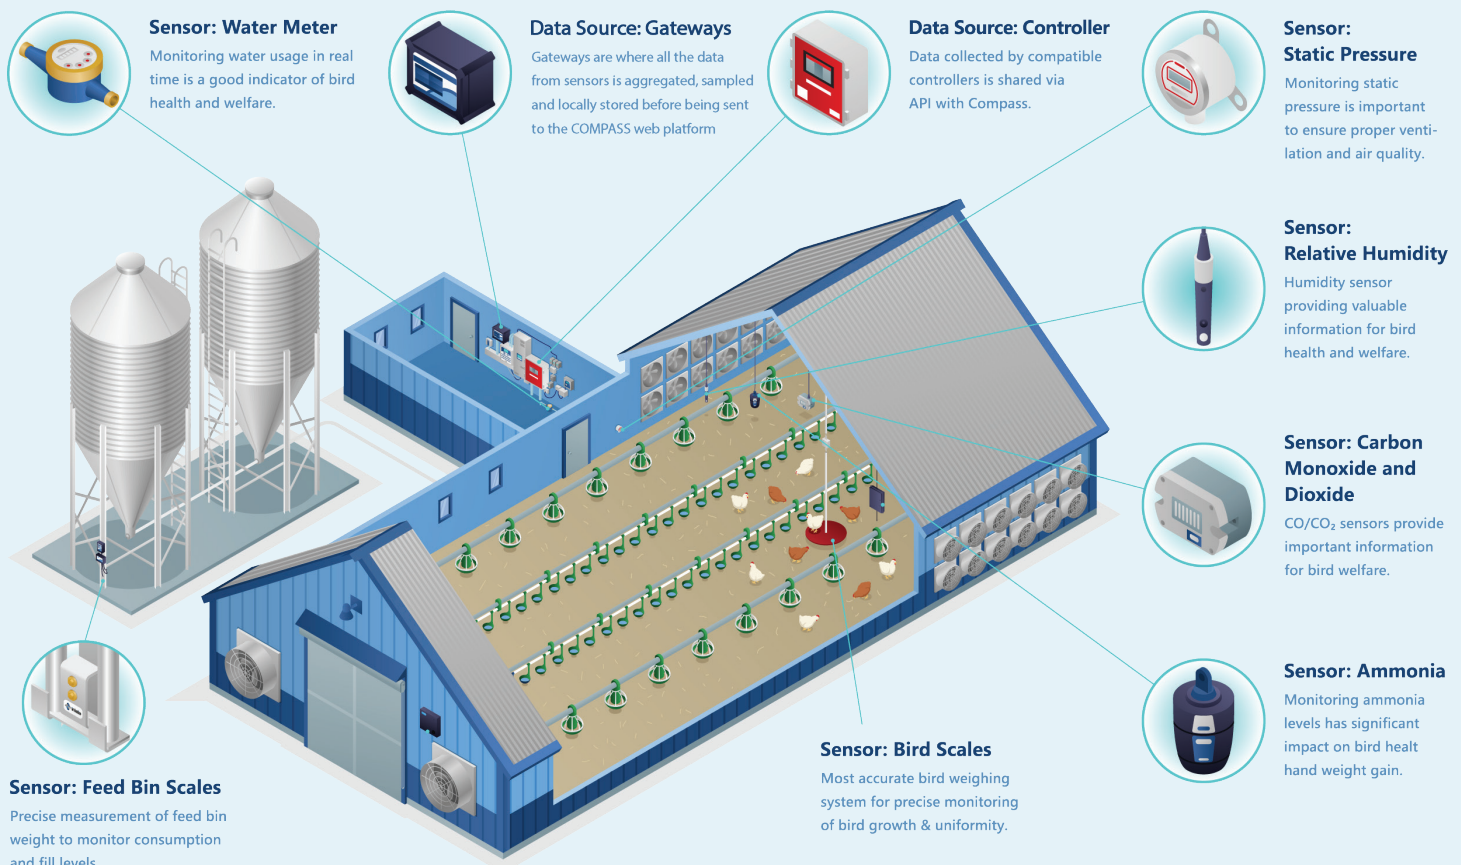 Sensor: Water Meter
Monitoring water usage in real
time is a good indicator of bird
health and welfare.
Data Source: Gateways
Gateways are where all the data
from sensors is aggregated, sampled
and locally stored before being sent
to the COMPASS web platform
Data Source: Controller
Data collected by compatible
controllers is shared via
API with Compass.
Sensor:
Static Pressure
Monitoring static
pressure is important
to ensure proper venti-
lation and air quality.
Sensor:
Relative Humidity
Humidity sensor
providing valuable
information for bird
health and welfare.
Sensor: Carbon
Monoxide and
Dioxide
CO/CO₂ sensors provide
important information
for bird welfare.
Sensor: Ammonia
Monitoring ammonia
levels has significant
impact on bird healt
hand weight gain.
Sensor: Bird Scales
Most accurate bird weighing
system for precise monitoring
of bird growth & uniformity.
Sensor: Feed Bin Scales
Precise measurement of feed bin
weight to monitor consumption
and fill levels